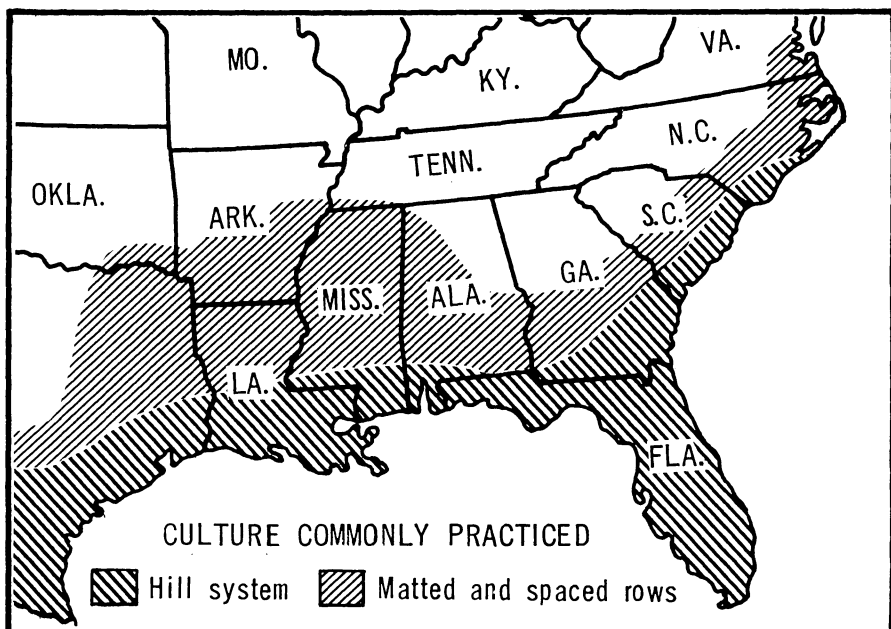 MO.
VA.
KY.
N.C.
TENN.
OKLA.
ARK.
S.C.
GA.
MISS.
ALA.
LA.
FLA.
CULTURE COMMONLY PRACTICED
Hill system Matted and spaced rows